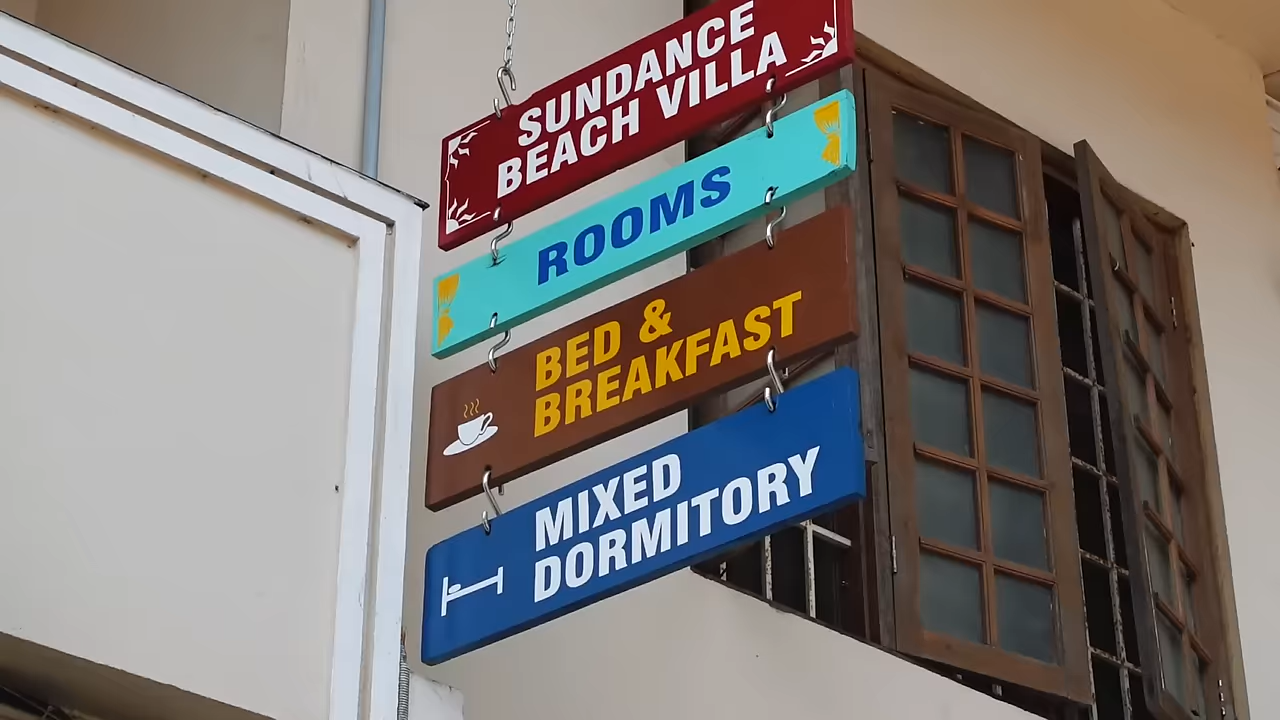 SUNDANCE
BEACH VILLA
ROOMS
BED &
BREAKFAST
MIXED
DORMITORY